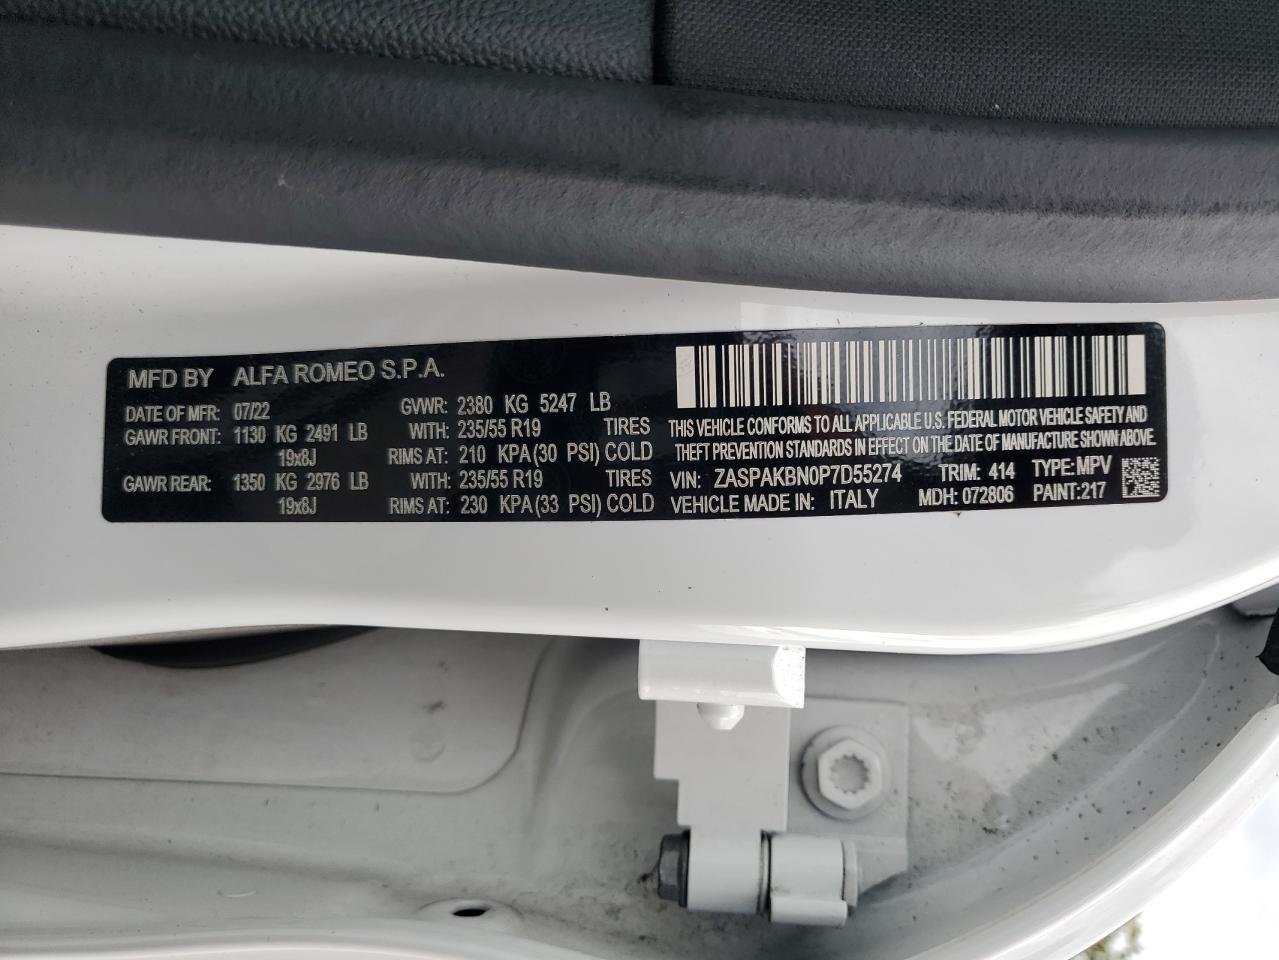 MFD BY ALFA ROMEO S.P.A.
DATE OF MFR: 07/22 GVWR: 2380 KG 5247 LB
GAWR FRONT: 1130 KG 2491 LB WITH: 235/55 R19 TIRES
19x8J RIMS AT: 210 KPA(30 PSI) COLD
GAWR REAR: 1350 KG 2976 LB WITH: 235/55 R19 TIRES
19x8J RIMS AT: 230 KPA(33 PSI) COLD
THIS VEHICLE CONFORMS TO ALL APPLICABLE U.S. FEDERAL MOTOR VEHICLE SAFETY AND
THEFT PREVENTION STANDARDS IN EFFECT ON THE DATE OF MANUFACTURE SHOWN ABOVE.
VIN: ZASPAKBN0P7D55274 TRIM: 414 TYPE:MPV
VEHICLE MADE IN: ITALY MDH: 072806 PAINT:217